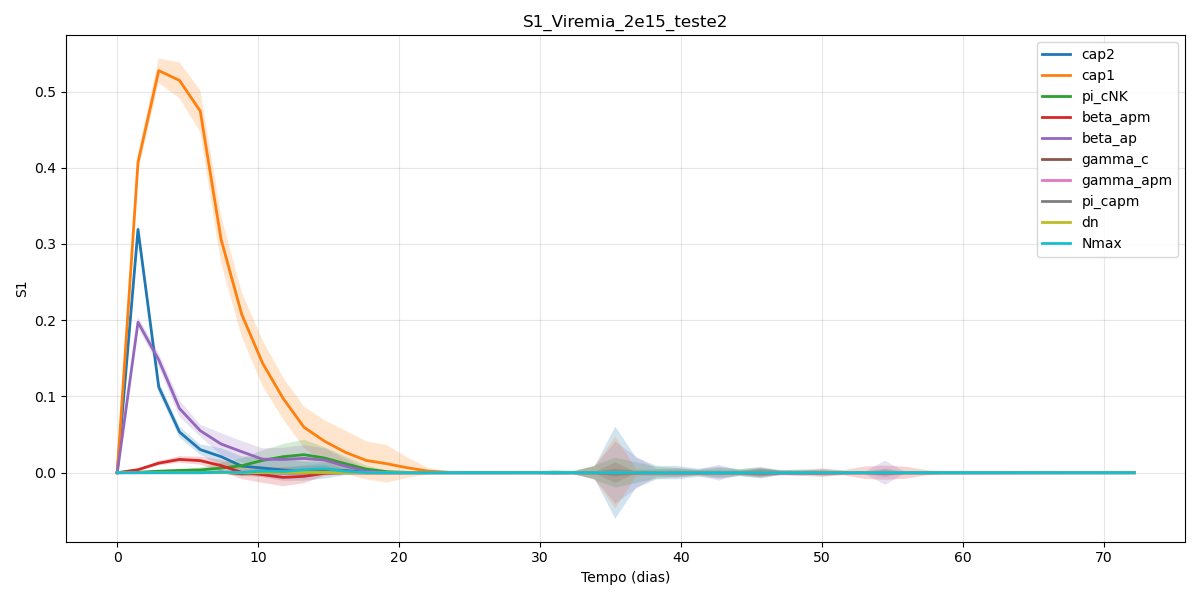 S1_Viremia_2e15_teste2
S1
0.5
0.4
0.3
0.2
0.1
0.0
cap2
cap1
pi_cNK
beta_apm
beta_ap
gamma_c
gamma_apm
pi_capm
dn
Nmax
0 10 20 30 40 50 60 70
Tempo (dias)